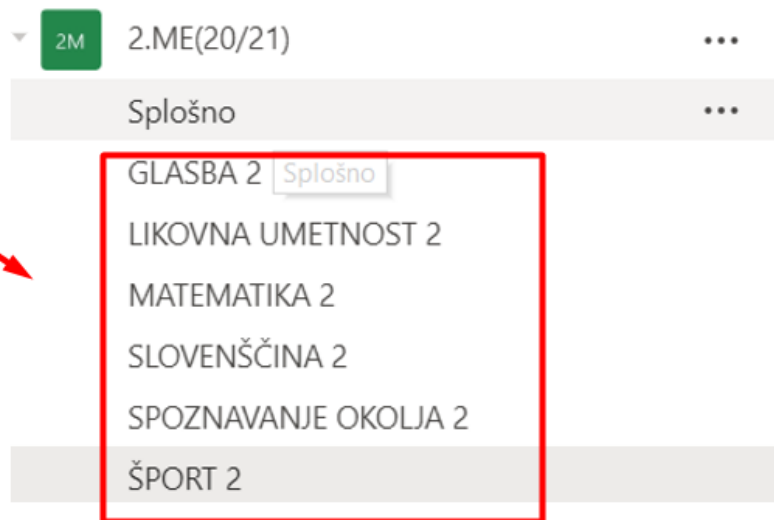 2M 2.ME(20/21)
Splošno
GLASBA 2 Splošno
LIKOVNA UMETNOST 2
MATEMATIKA 2
SLOVENŠČINA 2
SPOZNAVANJE OKOLJA 2
ŠPORT 2